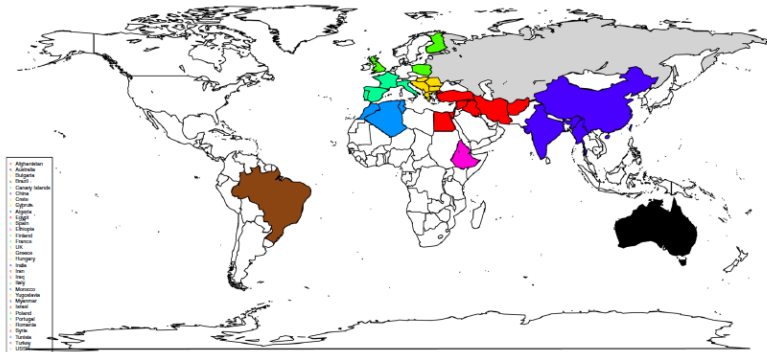 Afghanistan
Australia
Bulgaria
Brazil
Canary Islands
China
Crete
Cyprus
Algeria
Egypt
Spain
Ethiopia
Finland
France
UK
Greece
Hungary
India
Iran
Iraq
Italy
Morocco
Yugoslavia
Myanmar
Israel
Poland
Portugal
Romania
Syria
Tunisia
Turkey
USSR